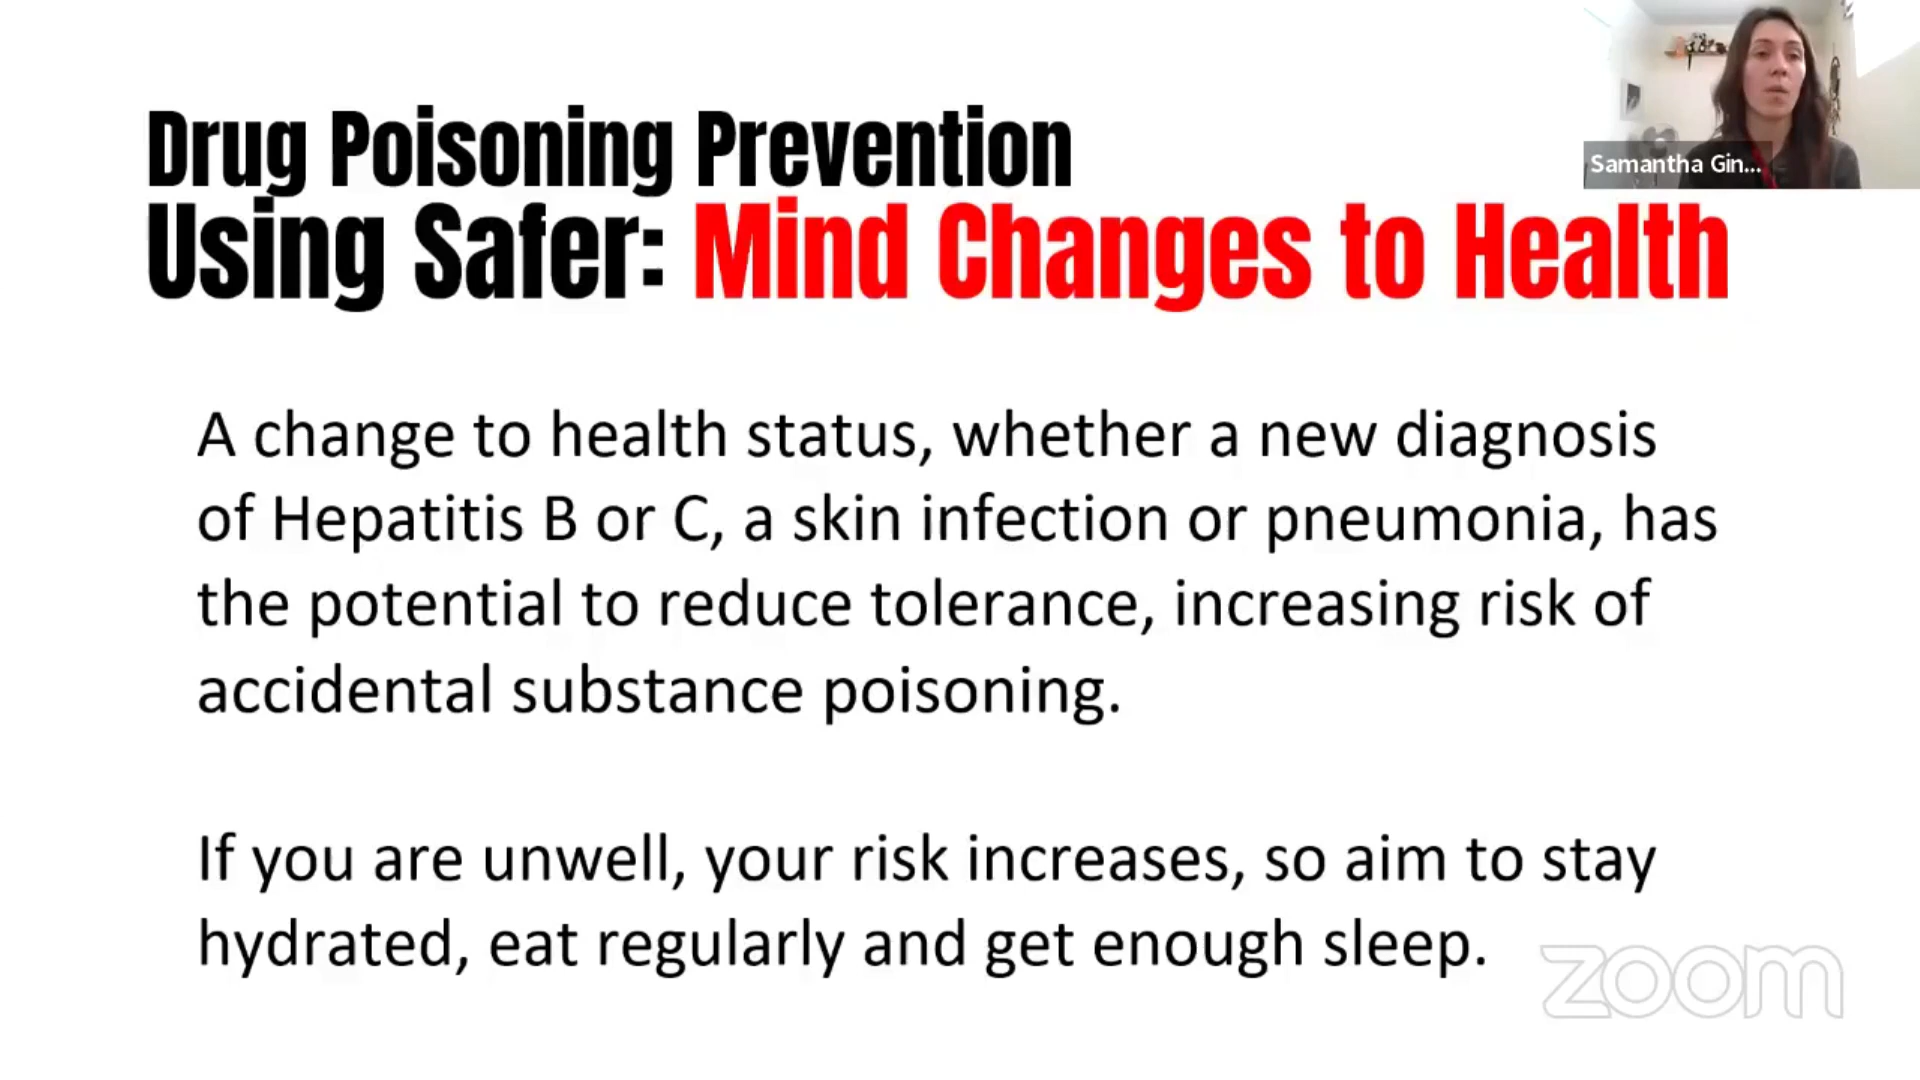 Drug Poisoning Prevention
Using Safer: Mind Changes to Health
Samantha Gin...
A change to health status, whether a new diagnosis
of Hepatitis B or C, a skin infection or pneumonia, has
the potential to reduce tolerance, increasing risk of
accidental substance poisoning.
If you are unwell, your risk increases, so aim to stay
hydrated, eat regularly and get enough sleep.
zoom